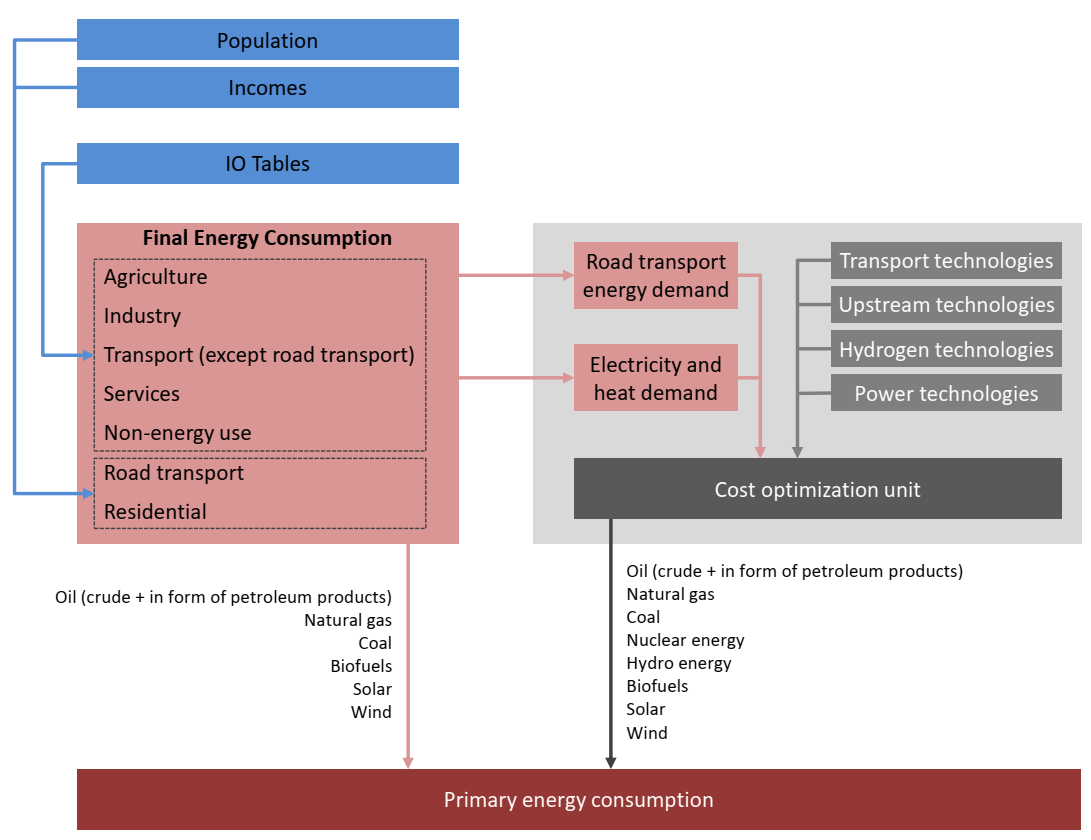 Population
Incomes
IO Tables
Final Energy Consumption
Agriculture
Industry
Transport (except road transport)
Services
Non-energy use
Road transport
Residential
Road transport
energy demand
Electricity and
heat demand
Transport technologies
Upstream technologies
Hydrogen technologies
Power technologies
Cost optimization unit
Oil (crude + in form of petroleum products)
Natural gas
Coal
Biofuels
Solar
Wind
Oil (crude + in form of petroleum products)
Natural gas
Coal
Nuclear energy
Hydro energy
Biofuels
Solar
Wind
Primary energy consumption